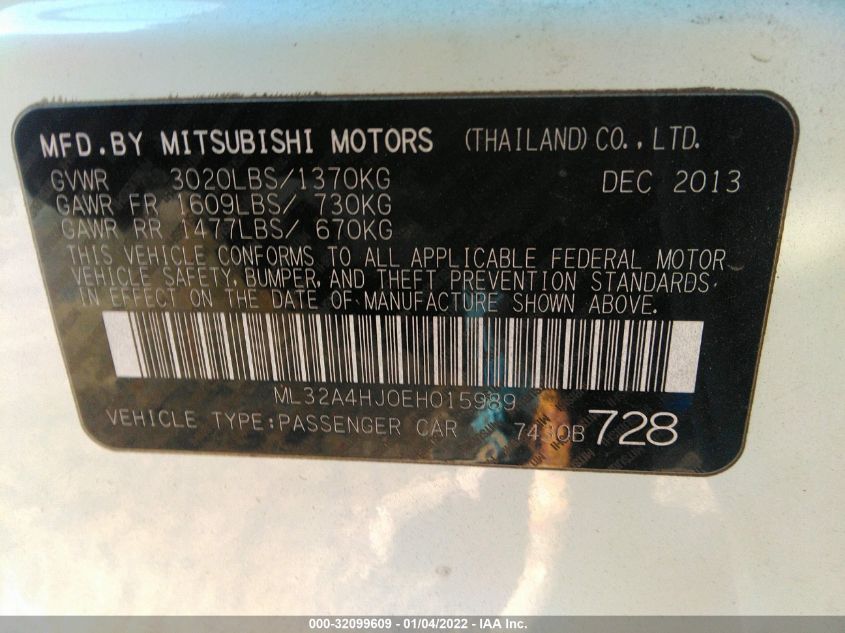 MFD.BY MITSUBISHI MOTORS (THAILAND) CO., LTD.
GVWR 3020LBS/1370KG DEC 2013
GAWR FR 1609LBS/ 730KG
GAWR RR 1477LBS/ 670KG
THIS VEHICLE CONFORMS TO ALL APPLICABLE FEDERAL MOTOR
VEHICLE SAFETY, BUMPER, AND THEFT PREVENTION STANDARDS
IN EFFECT ON THE DATE OF MANUFACTURE SHOWN ABOVE.
ML32A4HJ0EH015989
VEHICLE TYPE:PASSENGER CAR 7430B 728
000-32099609 - 01/04/2022 - IAA Inc.